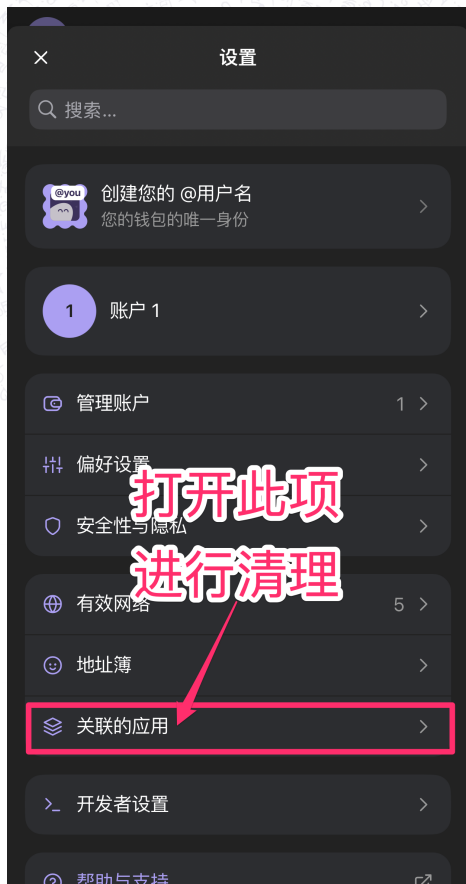 设置
搜索...
@you
创建您的 @用户名
您的钱包的唯一身份
1
账户 1
管理账户
1
偏好设置
打开此项
安全性与隐私
进行清理
有效网络
5
地址簿
关联的应用
开发者设置
帮助与支持